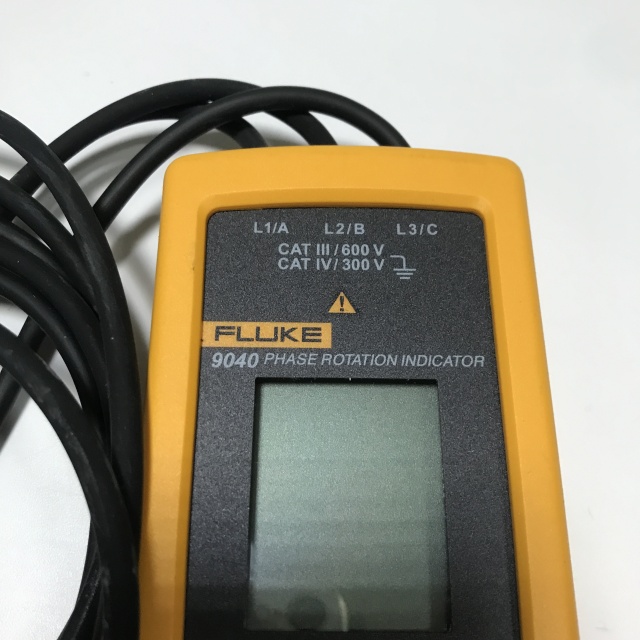 L1/A L2/B L3/C
CAT III/600 V
CAT IV/300 V
FLUKE
9040 PHASE ROTATION INDICATOR